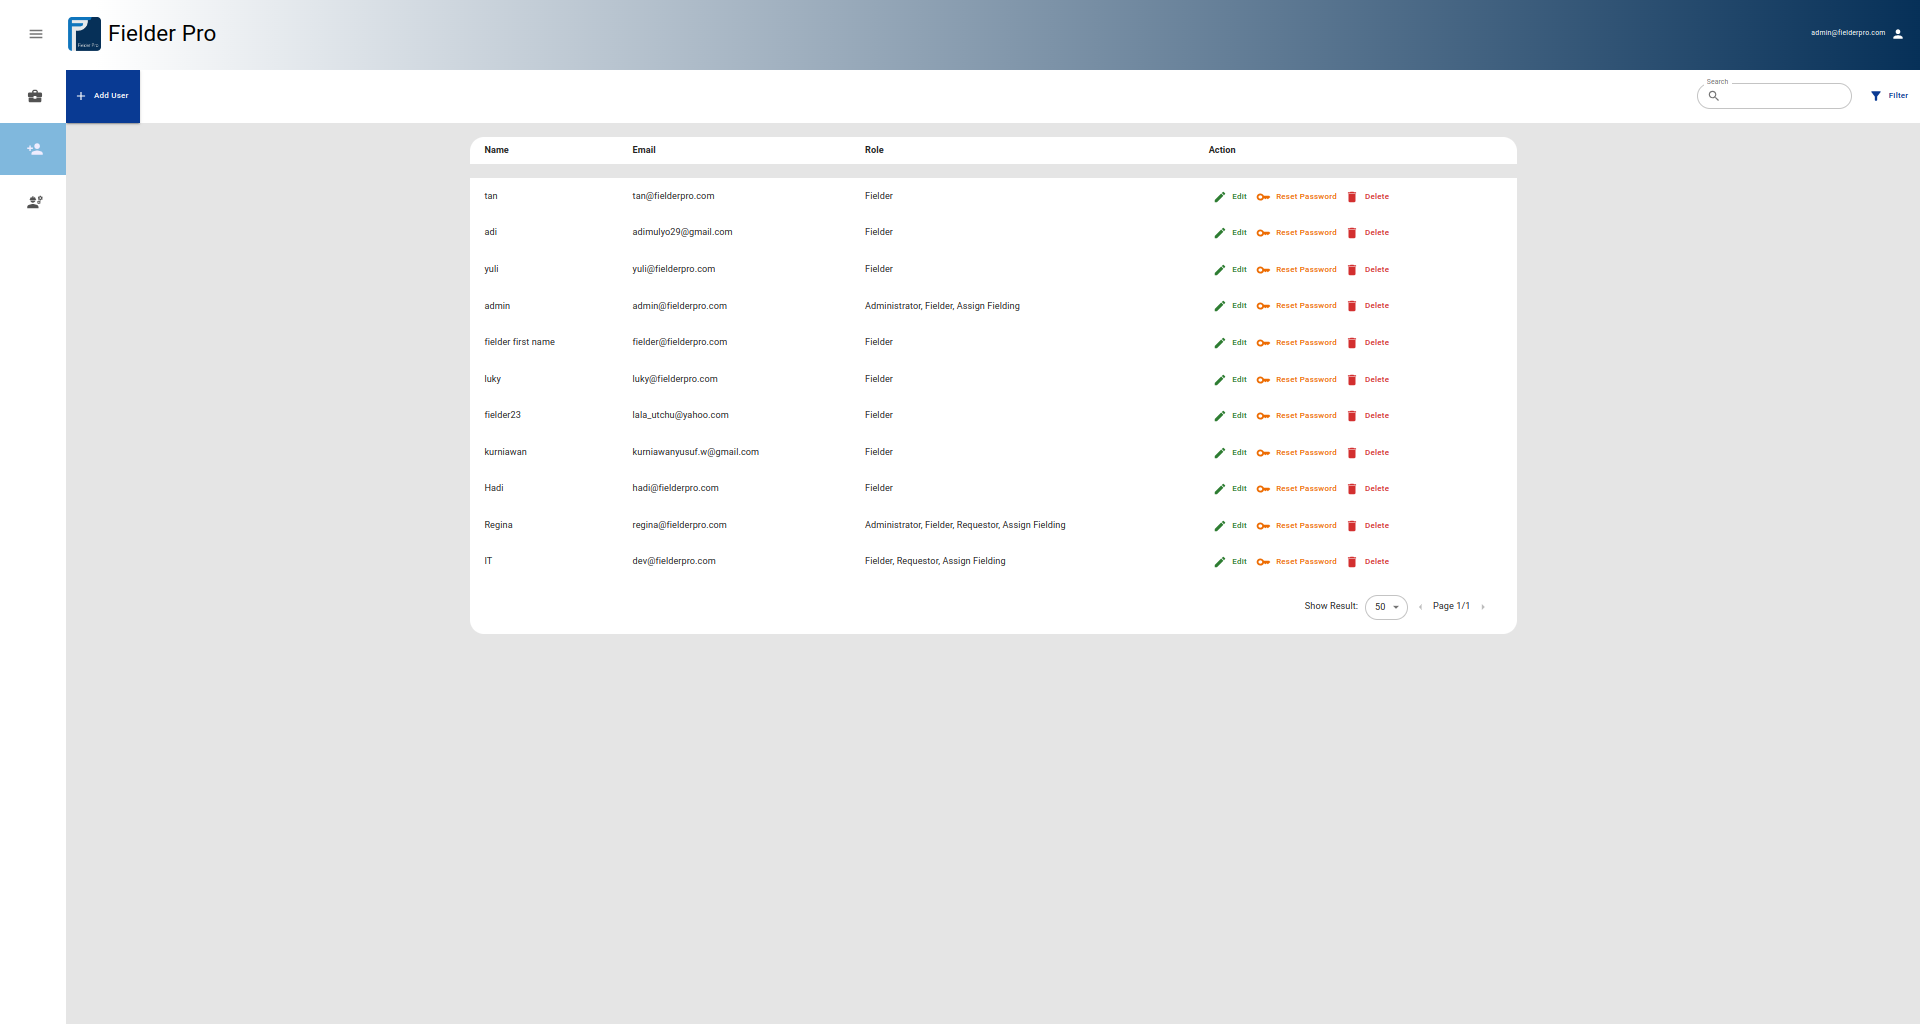 Fielder Pro
admin@fielderpro.com
Add User
Search
Filter
Name Email Role Action
tan tan@fielderpro.com Fielder Edit Reset Password Delete
adi adimulyo29@gmail.com Fielder Edit Reset Password Delete
yuli yuli@fielderpro.com Fielder Edit Reset Password Delete
admin admin@fielderpro.com Administrator, Fielder, Assign Fielding Edit Reset Password Delete
fielder first name fielder@fielderpro.com Fielder Edit Reset Password Delete
luky luky@fielderpro.com Fielder Edit Reset Password Delete
fielder23 lala_utchu@yahoo.com Fielder Edit Reset Password Delete
kurniawan kurniawanyusuf.w@gmail.com Fielder Edit Reset Password Delete
Hadi hadi@fielderpro.com Fielder Edit Reset Password Delete
Regina regina@fielderpro.com Administrator, Fielder, Requestor, Assign Fielding Edit Reset Password Delete
IT dev@fielderpro.com Fielder, Requestor, Assign Fielding Edit Reset Password Delete
Show Result: 50 Page 1/1